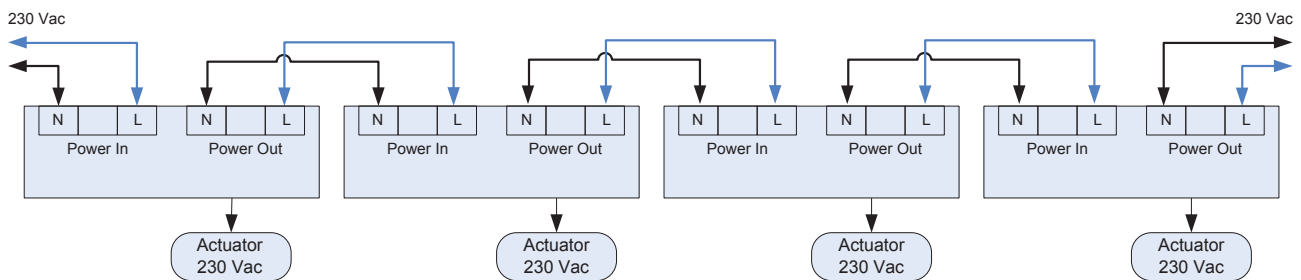 230 Vac
230 Vac
N L N L N L N L N L N L N L N L
Power In Power Out Power In Power Out Power In Power Out Power In Power Out
Actuator
230 Vac
Actuator
230 Vac
Actuator
230 Vac
Actuator
230 Vac